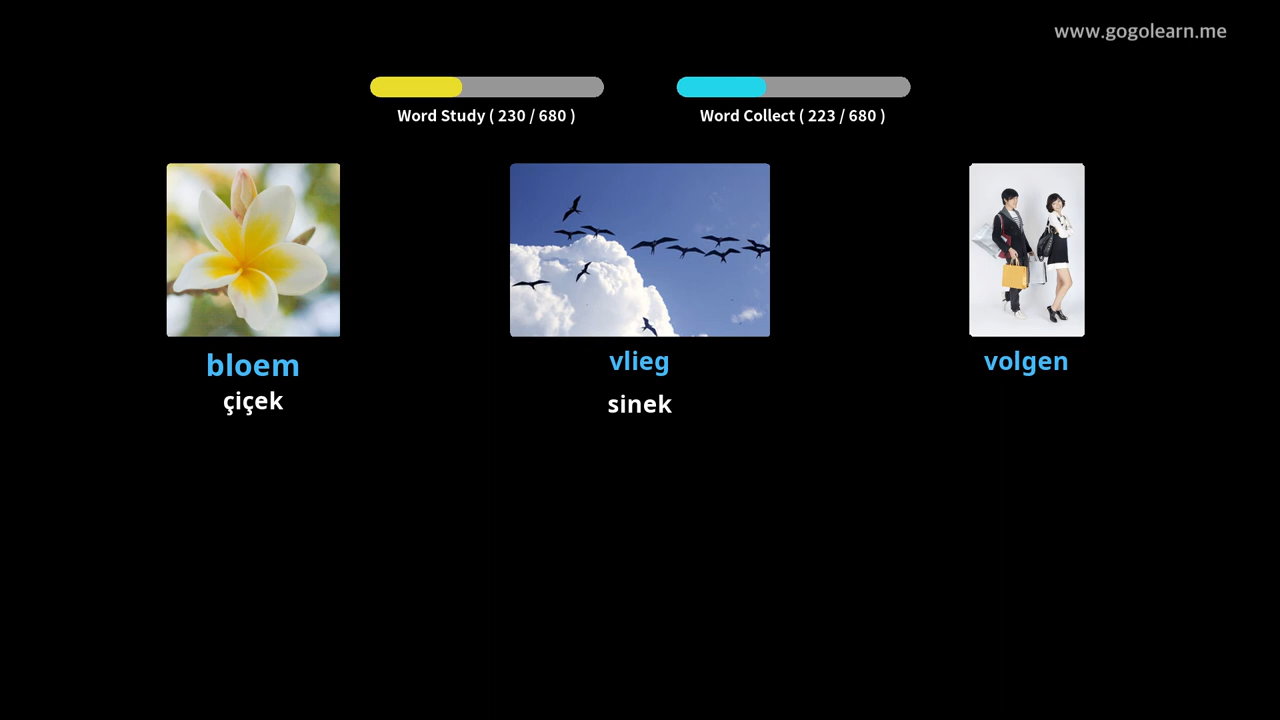 www.gogolearn.me
Word Study ( 230 / 680 )
Word Collect ( 223 / 680 )
bloem
çiçek
vlieg
sinek
volgen